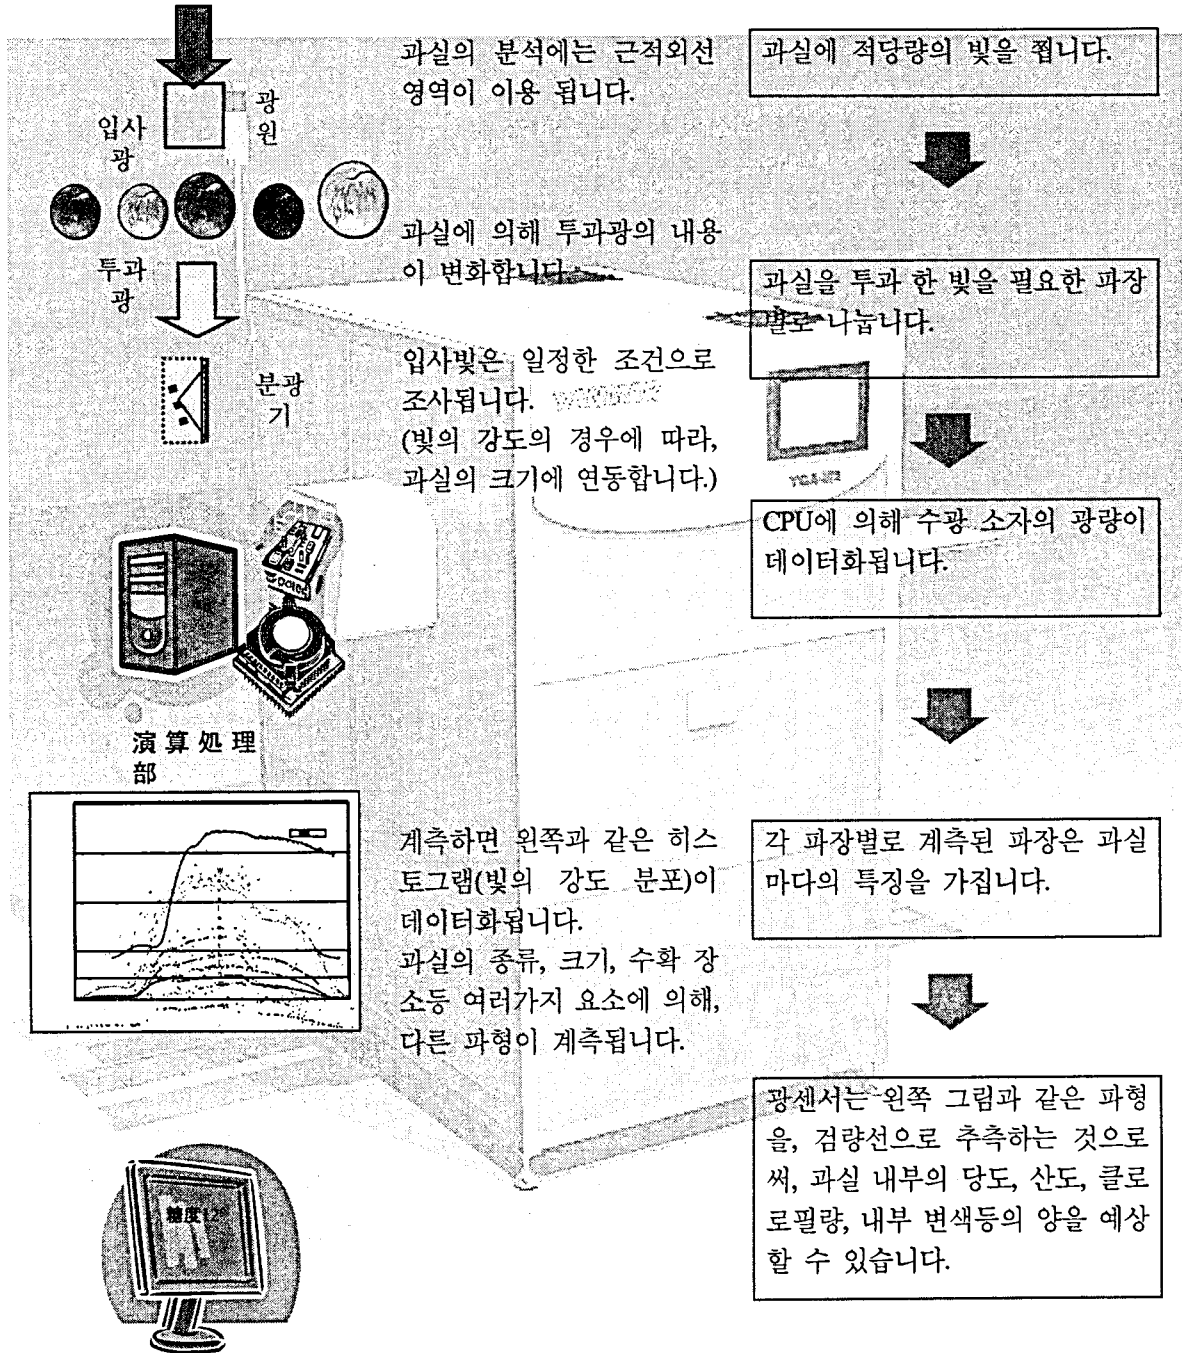 과실의 분석에는 근적외선
영역이 이용 됩니다.
과실에 적당량의 빛을 쬡니다.
광
원
입사
광
과실에 의해 투과광의 내용
이 변화합니다.
투과
광
과실을 투과 한 빛을 필요한 파장
별로 나눕니다.
분광
기
입사빛은 일정한 조건으로
조사됩니다.
(빛의 강도의 경우에 따라,
과실의 크기에 연동합니다.)
CPU에 의해 수광 소자의 광량이
데이터화됩니다.
演算処理
部
계측하면 왼쪽과 같은 히스
토그램(빛의 강도 분포)이
데이터화됩니다.
과실의 종류, 크기, 수확 장
소등 여러가지 요소에 의해,
다른 파형이 계측됩니다.
각 파장별로 계측된 파장은 과실
마다의 특징을 가집니다.
광센서는 왼쪽 그림과 같은 파형
을, 검량선으로 추측하는 것으로
써, 과실 내부의 당도, 산도, 클로
로필량, 내부 변색등의 양을 예상
할 수 있습니다.
糖度12°